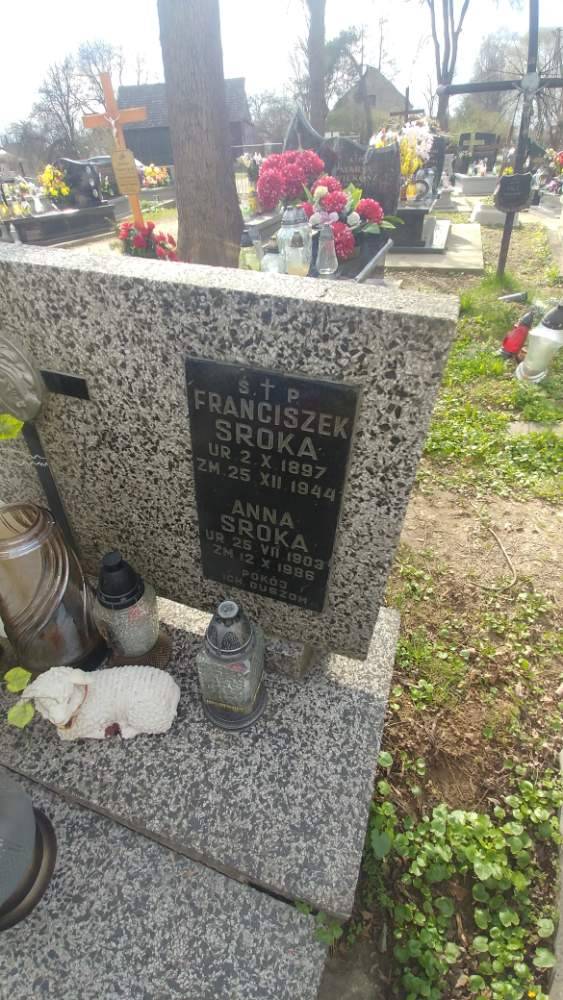 Ś † P
FRANCISZEK
SROKA
UR 2 X 1897
ZM 25 XII 1944
ANNA
SROKA
UR 25 VII 1903
ZM 12 X 1986
POKÓJ
ICH DUSZOM